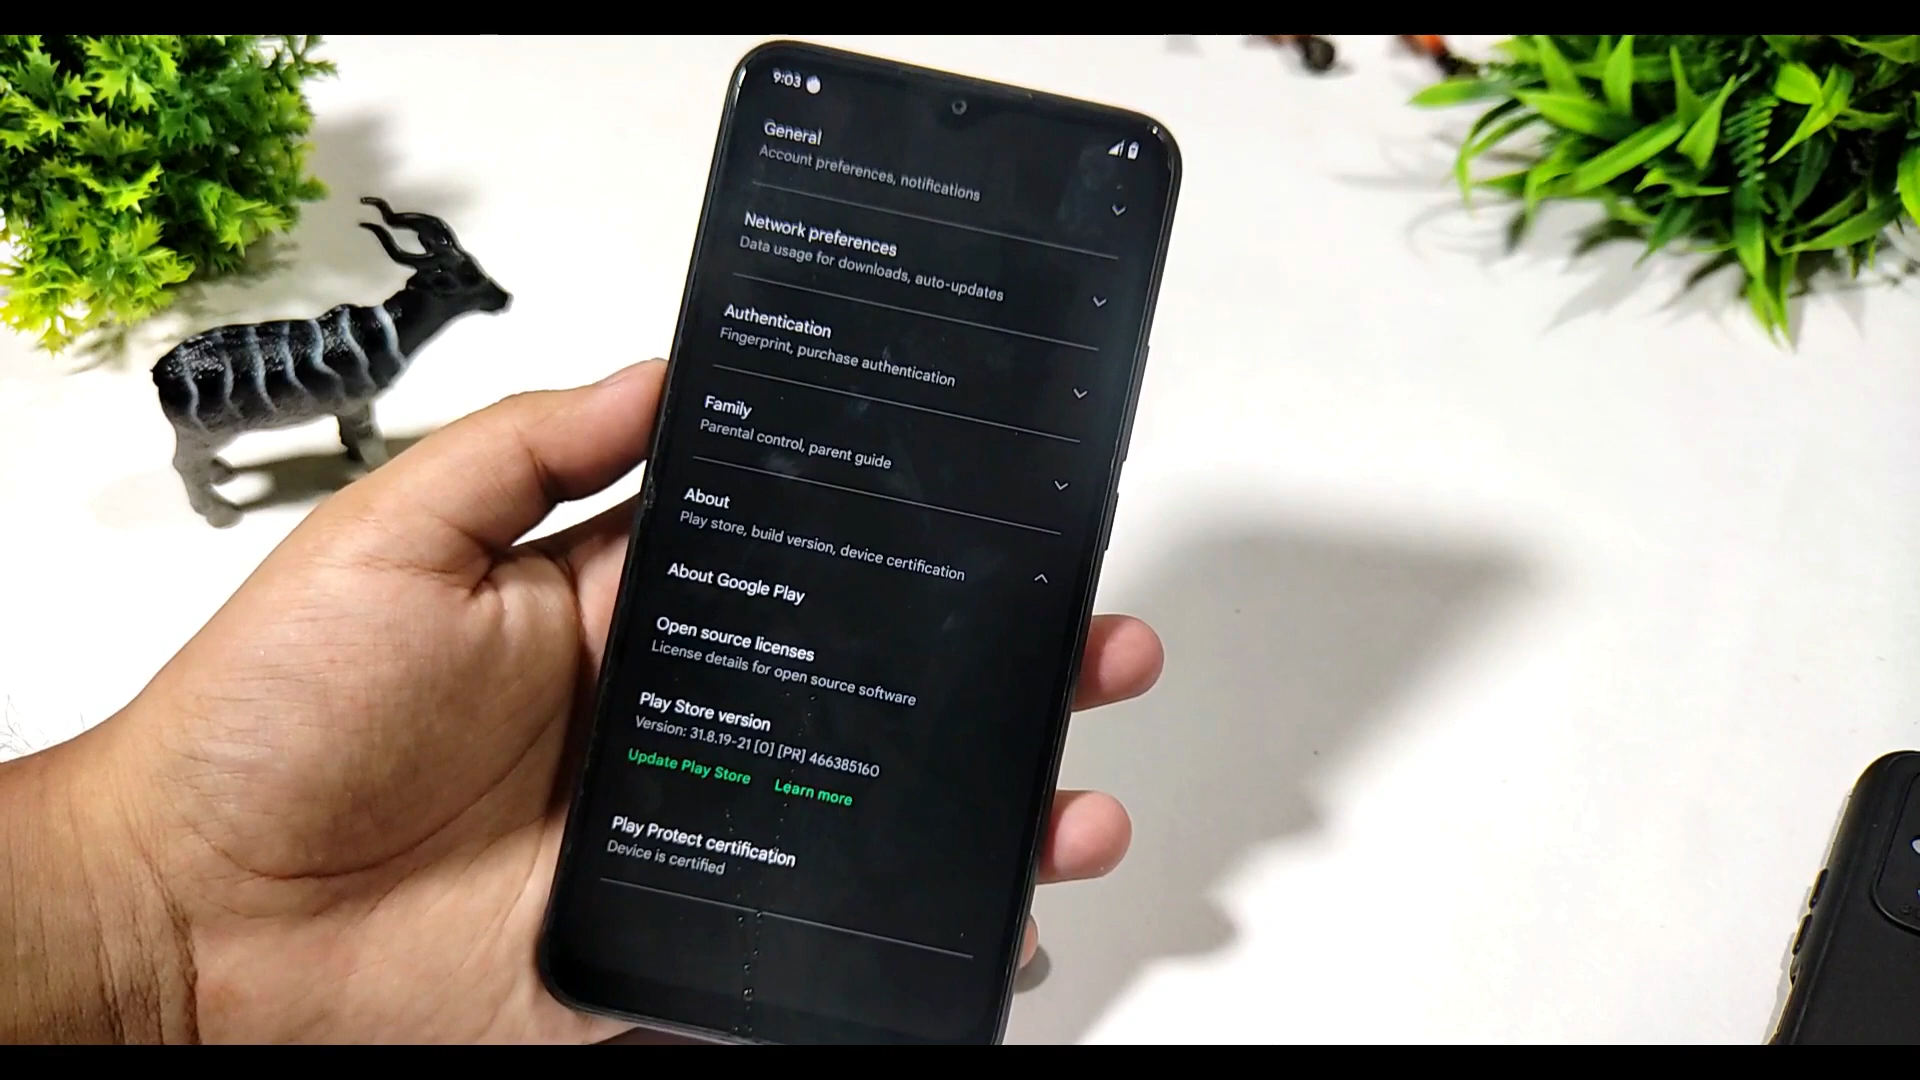 9:03
General
Account preferences, notifications
Network preferences
Data usage for downloads, auto-updates
Authentication
Fingerprint, purchase authentication
Family
Parental control, parent guide
About
Play store, build version, device certification
About Google Play
Open source licenses
License details for open source software
Play Store version
Version: 31.8.19-21 [0] [PR] 466385160
Update Play Store Learn more
Play Protect certification
Device is certified